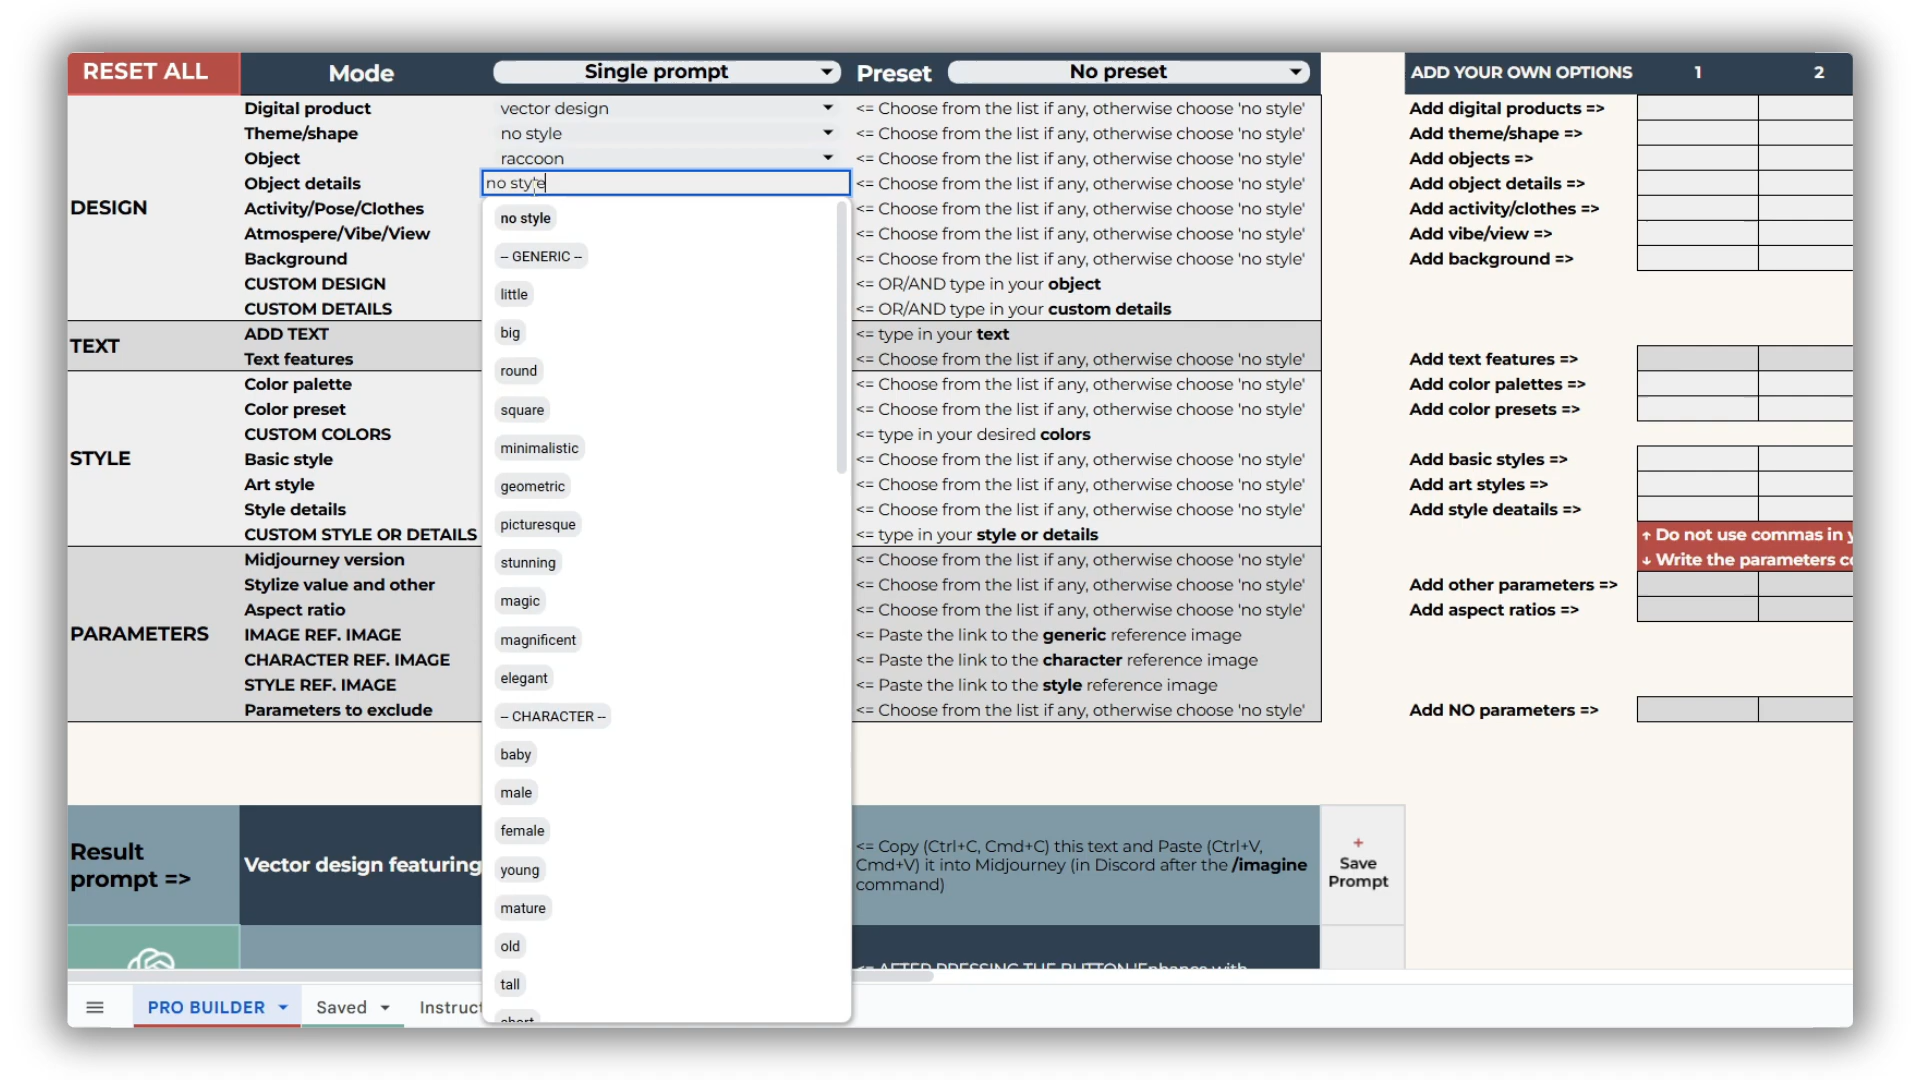 RESET ALL Mode Single prompt Preset No preset ADD YOUR OWN OPTIONS 1 2
Digital product vector design <= Choose from the list if any, otherwise choose 'no style' Add digital products =>
Theme/shape no style <= Choose from the list if any, otherwise choose 'no style' Add theme/shape =>
Object raccoon <= Choose from the list if any, otherwise choose 'no style' Add objects =>
Object details no style <= Choose from the list if any, otherwise choose 'no style' Add object details =>
DESIGN
Activity/Pose/Clothes <= Choose from the list if any, otherwise choose 'no style' Add activity/clothes =>
Atmospere/Vibe/View <= Choose from the list if any, otherwise choose 'no style' Add vibe/view =>
Background <= Choose from the list if any, otherwise choose 'no style' Add background =>
CUSTOM DESIGN <= OR/AND type in your object
CUSTOM DETAILS <= OR/AND type in your custom details
TEXT
ADD TEXT <= type in your text
Text features <= Choose from the list if any, otherwise choose 'no style' Add text features =>
Color palette <= Choose from the list if any, otherwise choose 'no style' Add color palettes =>
Color preset <= Choose from the list if any, otherwise choose 'no style' Add color presets =>
CUSTOM COLORS <= type in your desired colors
STYLE
Basic style <= Choose from the list if any, otherwise choose 'no style' Add basic styles =>
Art style <= Choose from the list if any, otherwise choose 'no style' Add art styles =>
Style details <= Choose from the list if any, otherwise choose 'no style' Add style deatails =>
CUSTOM STYLE OR DETAILS <= type in your style or details ↑ Do not use commas in
Midjourney version <= Choose from the list if any, otherwise choose 'no style' ↓ Write the parameters
Stylize value and other <= Choose from the list if any, otherwise choose 'no style' Add other parameters =>
Aspect ratio <= Choose from the list if any, otherwise choose 'no style' Add aspect ratios =>
PARAMETERS
IMAGE REF. IMAGE <= Paste the link to the generic reference image
CHARACTER REF. IMAGE <= Paste the link to the character reference image
STYLE REF. IMAGE <= Paste the link to the style reference image
Parameters to exclude <= Choose from the list if any, otherwise choose 'no style' Add NO parameters =>
no style
-- GENERIC --
little
big
round
square
minimalistic
geometric
picturesque
stunning
magic
magnificent
elegant
-- CHARACTER --
baby
male
female
young
mature
old
tall
short
Result
prompt =>
Vector design featuring
<= Copy (Ctrl+C, Cmd+C) this text and Paste (Ctrl+V,
Cmd+V) it into Midjourney (in Discord after the /imagine
command)
+
Save
Prompt
<= AFTER PRESSING THE BUTTON 'Enhance with
PRO BUILDER Saved Instruct